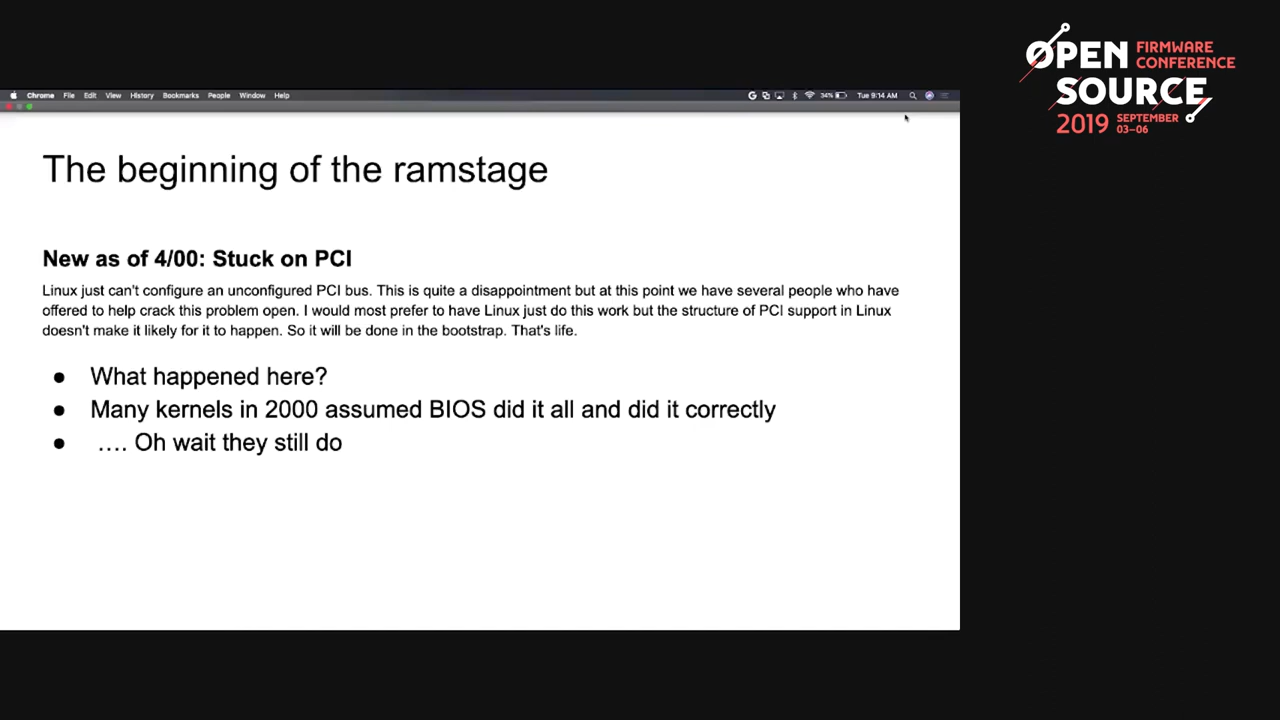 Chrome File Edit View History Bookmarks People Window Help 34% Tue 9:14 AM
OPEN FIRMWARE CONFERENCE
SOURCE
2019 SEPTEMBER 03–06
The beginning of the ramstage
New as of 4/00: Stuck on PCI
Linux just can't configure an unconfigured PCI bus. This is quite a disappointment but at this point we have several people who have
offered to help crack this problem open. I would most prefer to have Linux just do this work but the structure of PCI support in Linux
doesn't make it likely for it to happen. So it will be done in the bootstrap. That's life.
● What happened here?
● Many kernels in 2000 assumed BIOS did it all and did it correctly
● …. Oh wait they still do